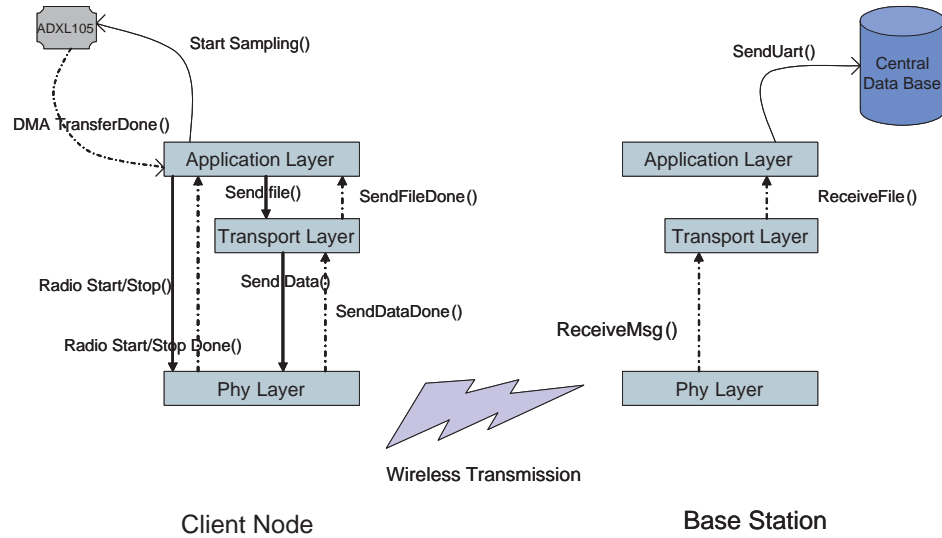 ADXL105
Start Sampling()
DMA TransferDone()
Application Layer
Send file()
SendFileDone()
Transport Layer
Radio Start/Stop()
Send Data()
SendDataDone()
Radio Start/Stop Done()
Phy Layer
Client Node
Wireless Transmission
SendUart()
Central
Data Base
Application Layer
ReceiveFile()
Transport Layer
ReceiveMsg()
Phy Layer
Base Station